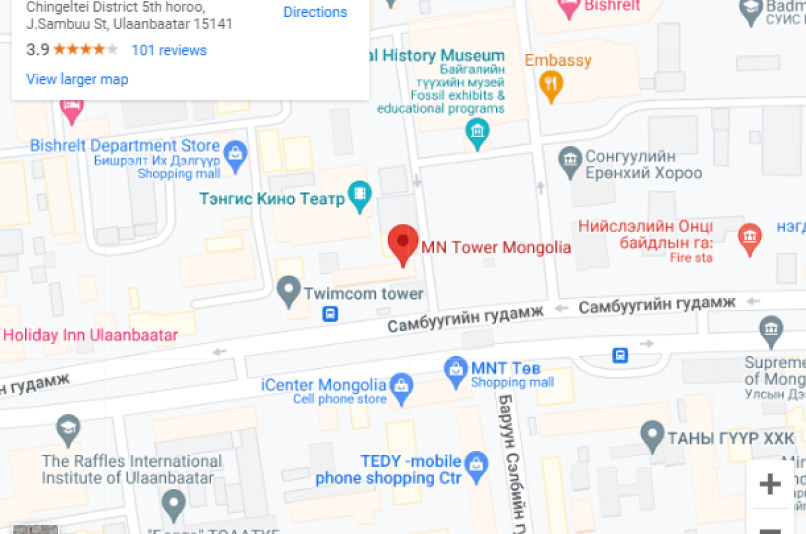 Chingeltei District 5th horoo,
J.Sambuu St, Ulaanbaatar 15141
Directions
3.9
101 reviews
View larger map
Bishrelt
Badm
СУИС
al History Museum
Байгалийн
түүхийн музей
Fossil exhibits &
educational programs
Embassy
Bishrelt Department Store
Бишрэлт Их Дэлгүүр
Shopping mall
Сонгуулийн
Ерөнхий Хороо
Тэнгис Кино Театр
MN Tower Mongolia
Нийслэлийн Онц
байдлын га:
Fire sta
нэгд
Twimcom tower
Самбуугийн гудамж
Самбуугийн гудамж
Holiday Inn Ulaanbaatar
н гудамж
iCenter Mongolia
Cell phone store
MNT Төв
Shopping mall
Supreme
of Mong
Улсын Дэ
Баруун Сэлбийн г
ТАНЫ ГҮҮР ХХК
The Raffles International
Institute of Ulaanbaatar
TEDY -mobile
phone shopping Ctr
+